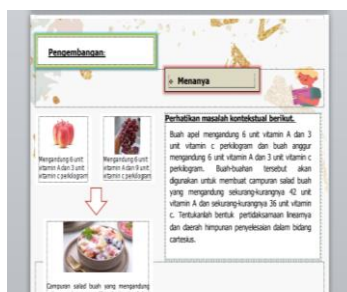 Pengembangan:
• Menanya
Perhatikan masalah kontekstual berikut.
Buah apel mengandung 6 unit vitamin A dan 3
unit vitamin c perkilogram dan buah anggur
mengandung 6 unit vitamin A dan 3 unit vitamin c
perkilogram. Buah-buahan tersebut akan
digunakan untuk membuat campuran salad buah
yang mengandung sekurang-kurangnya 42 unit
vitamin A dan sekurang-kurangnya 36 unit vitamin
c. Tentukanlah bentuk pertidaksamaan linearnya
dan daerah himpunan penyelesaian dalam bidang
cartesius.
Mengandung 6 unit
vitamin A dan 3 unit
vitamin c perkilogram
Mengandung 6 unit
vitamin A dan 9 unit
vitamin c perkilogram
Campuran salad buah yang mengandung